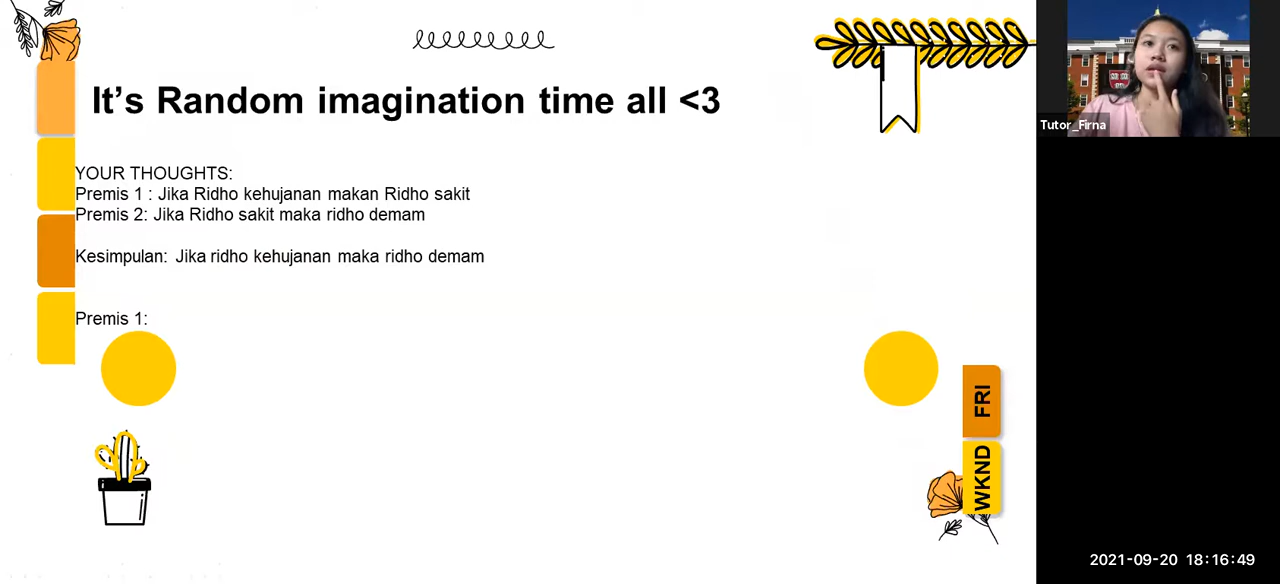 It's Random imagination time all <3
YOUR THOUGHTS:
Premis 1 : Jika Ridho kehujanan makan Ridho sakit
Premis 2: Jika Ridho sakit maka ridho demam
Kesimpulan: Jika ridho kehujanan maka ridho demam
Premis 1:
FRI
WKND
Tutor_Firna
2021-09-20 18:16:49